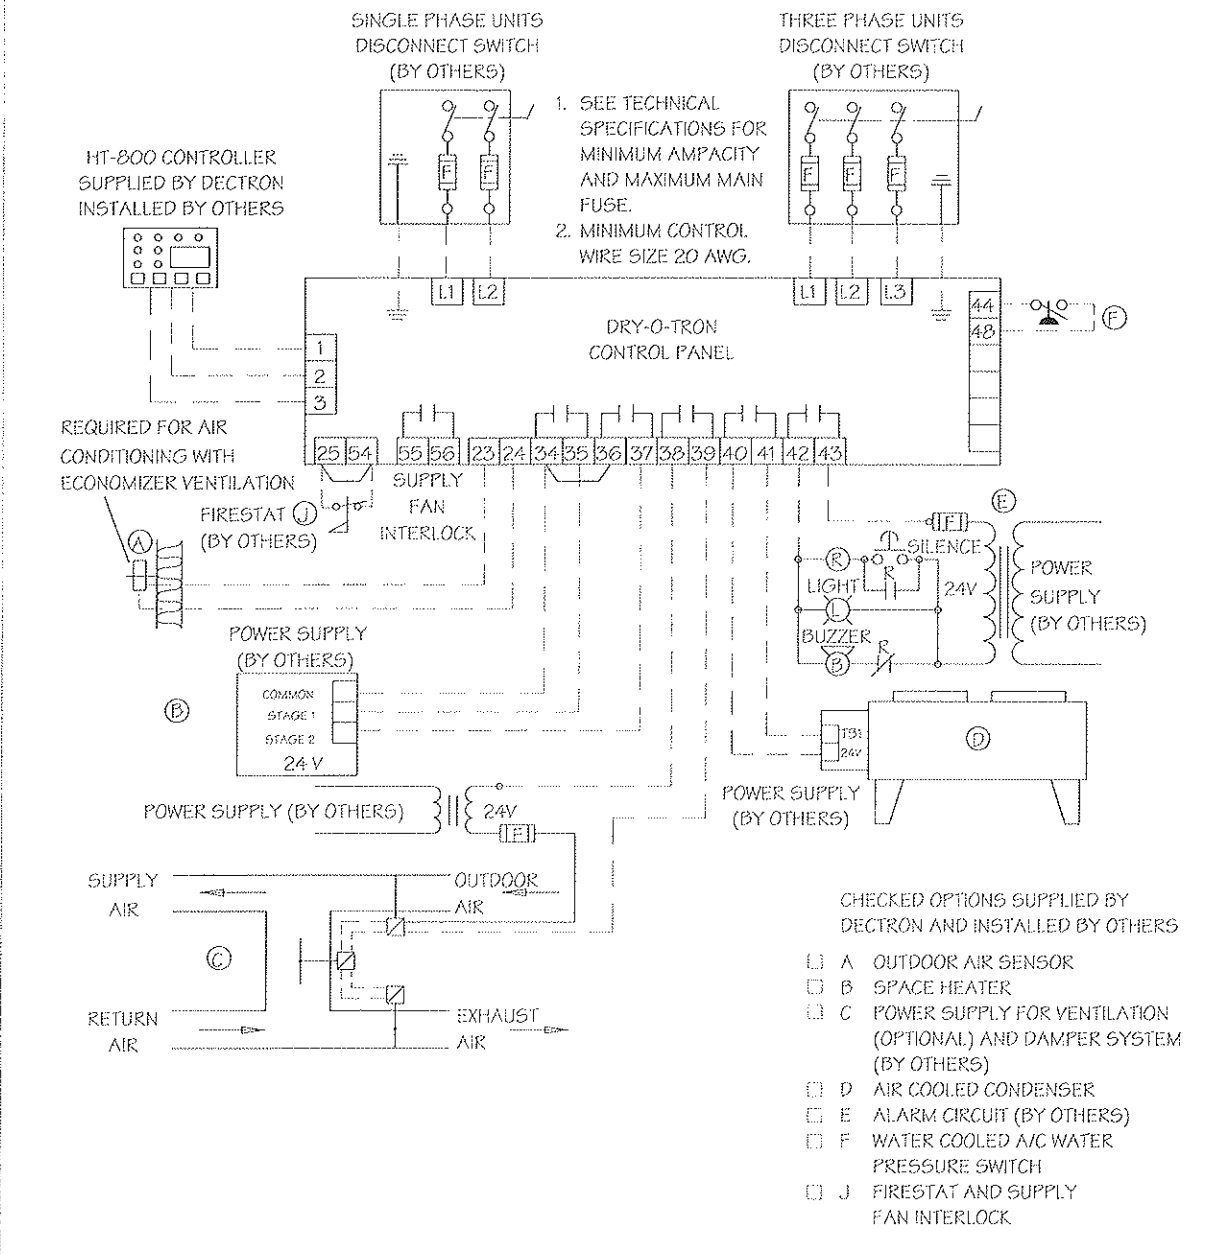 SINGLE PHASE UNITS
DISCONNECT SWITCH
(BY OTHERS)
THREE PHASE UNITS
DISCONNECT SWITCH
(BY OTHERS)
1. SEE TECHNICAL
SPECIFICATIONS FOR
MINIMUM AMPACITY
AND MAXIMUM MAIN
FUSE.
2. MINIMUM CONTROL
WIRE SIZE 20 AWG.
F F
F F F
HT-800 CONTROLLER
SUPPLIED BY DECTRON
INSTALLED BY OTHERS
L1 L2
L1 L2 L3
DRY-O-TRON
CONTROL PANEL
44
48
F
1
2
3
25 54 55 56 23 24 34 35 36 37 38 39 40 41 42 43
REQUIRED FOR AIR
CONDITIONING WITH
ECONOMIZER VENTILATION
FIRESTAT J
(BY OTHERS)
SUPPLY
FAN
INTERLOCK
A
E
F
SILENCE
R
R
LIGHT
L
24V
BUZZER
B
R
POWER
SUPPLY
(BY OTHERS)
POWER SUPPLY
(BY OTHERS)
B
COMMON
STAGE 1
STAGE 2
24 V
TB1
24V
D
POWER SUPPLY
(BY OTHERS)
POWER SUPPLY (BY OTHERS)
24V
F
SUPPLY
AIR
OUTDOOR
AIR
C
RETURN
AIR
EXHAUST
AIR
CHECKED OPTIONS SUPPLIED BY
DECTRON AND INSTALLED BY OTHERS
A OUTDOOR AIR SENSOR
B SPACE HEATER
C POWER SUPPLY FOR VENTILATION
(OPTIONAL) AND DAMPER SYSTEM
(BY OTHERS)
D AIR COOLED CONDENSER
E ALARM CIRCUIT (BY OTHERS)
F WATER COOLED A/C WATER
PRESSURE SWITCH
J FIRESTAT AND SUPPLY
FAN INTERLOCK